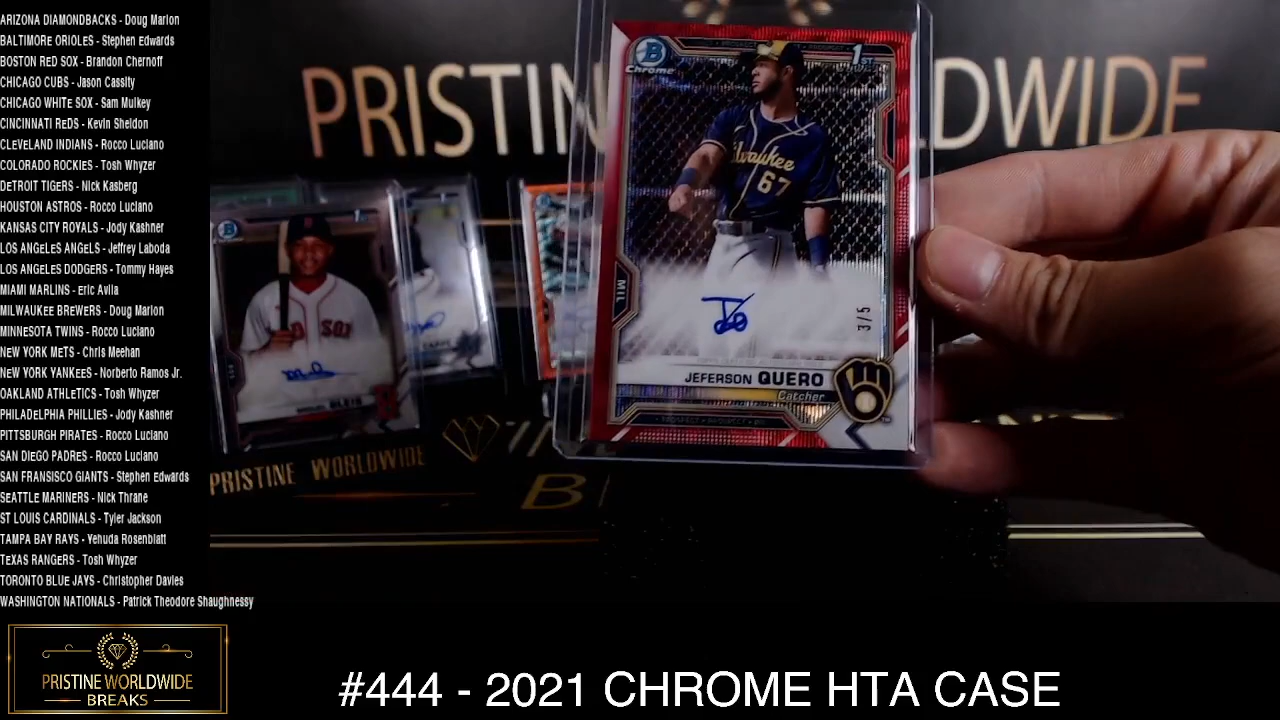 ARIZONA DIAMONDBACKS - Doug Marion
BALTIMORE ORIOLES - Stephen Edwards
BOSTON RED SOX - Brandon Chernoff
CHICAGO CUBS - Jason Cassity
CHICAGO WHITE SOX - Sam Mulkey
CINCINNATI REDS - Kevin Sheldon
CLEVELAND INDIANS - Rocco Luciano
COLORADO ROCKIES - Tosh Whyzer
DETROIT TIGERS - Nick Kasberg
HOUSTON ASTROS - Rocco Luciano
KANSAS CITY ROYALS - Jody Kashner
LOS ANGELES ANGELS - Jeffrey Laboda
LOS ANGELES DODGERS - Tommy Hayes
MIAMI MARLINS - Eric Avila
MILWAUKEE BREWERS - Doug Marion
MINNESOTA TWINS - Rocco Luciano
NEW YORK METS - Chris Meehan
NEW YORK YANKEES - Norberto Ramos Jr.
OAKLAND ATHLETICS - Tosh Whyzer
PHILADELPHIA PHILLIES - Jody Kashner
PITTSBURGH PIRATES - Rocco Luciano
SAN DIEGO PADRES - Rocco Luciano
SAN FRANSISCO GIANTS - Stephen Edwards
SEATTLE MARINERS - Nick Thrane
ST LOUIS CARDINALS - Tyler Jackson
TAMPA BAY RAYS - Yehuda Rosenblatt
TEXAS RANGERS - Tosh Whyzer
TORONTO BLUE JAYS - Christopher Davies
WASHINGTON NATIONALS - Patrick Theodore Shaughnessy
PRISTINE WORLDWIDE
BREAKS
PRISTIN
DWIDE
B
Chrome
1ST
Milwaukee
67
MIL
3/5
JEFERSON QUERO
Catcher
M
SOX
B
PRISTINE WORLDWIDE
B
#444 - 2021 CHROME HTA CASE